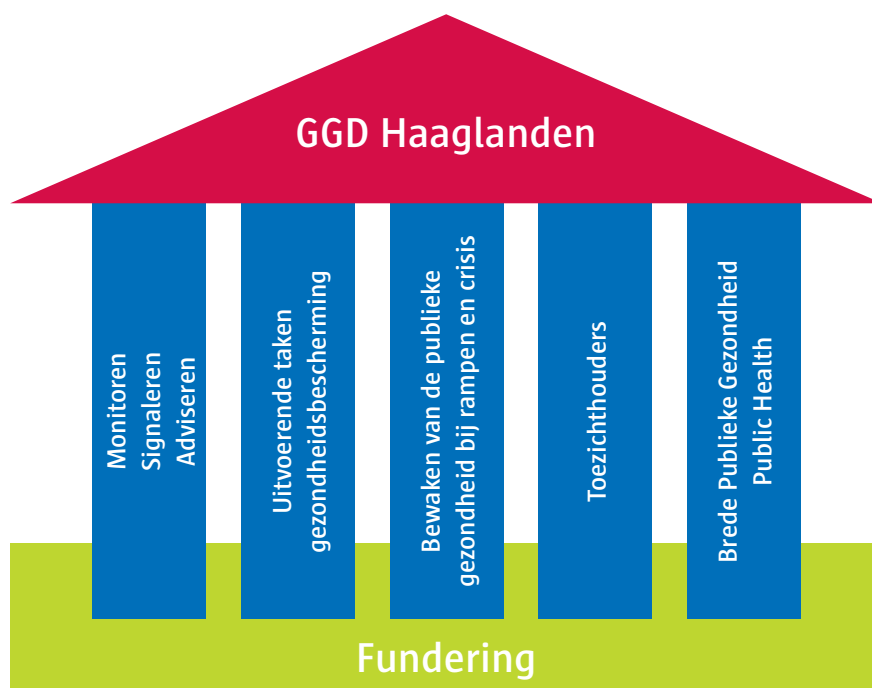 GGD Haaglanden
Monitoren
Signaleren
Adviseren
Uitvoerende taken
gezondheidsbescherming
Bewaken van de publieke
gezondheid bij rampen en crisis
Toezichthouders
Brede Publieke Gezondheid
Public Health
Fundering